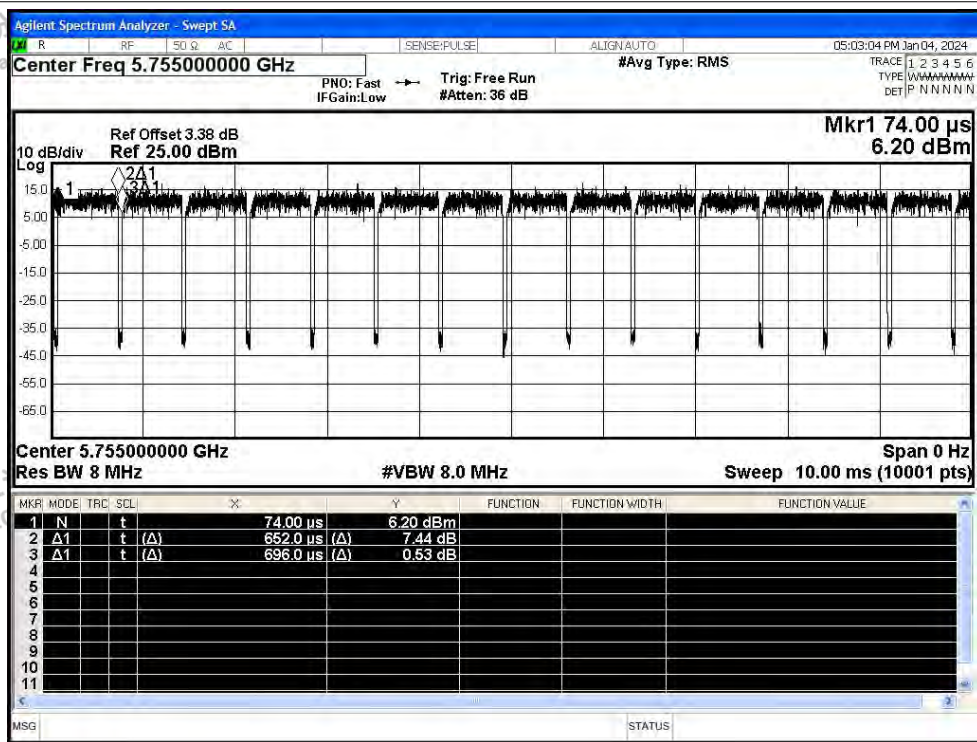 Agilent Spectrum Analyzer - Swept SA
LXI R RF 50 Ω AC SENSE:PULSE ALIGN AUTO 05:03:04 PM Jan 04, 2024
Center Freq 5.755000000 GHz #Avg Type: RMS TRACE 1 2 3 4 5 6
PNO: Fast Trig: Free Run TYPE WWWWWW
IFGain:Low #Atten: 36 dB DET P N N N N N
Mkr1 74.00 µs
Ref Offset 3.38 dB
10 dB/div Ref 25.00 dBm 6.20 dBm
Log
2Δ1
15.0 1 3Δ1
5.00
-5.00
-15.0
-25.0
-35.0
-45.0
-55.0
-65.0
Center 5.755000000 GHz Span 0 Hz
Res BW 8 MHz #VBW 8.0 MHz Sweep 10.00 ms (10001 pts)
MKR MODE TRC SCL X Y FUNCTION FUNCTION WIDTH FUNCTION VALUE
1 N t 74.00 µs 6.20 dBm
2 Δ1 t (Δ) 652.0 µs (Δ) 7.44 dB
3 Δ1 t (Δ) 696.0 µs (Δ) 0.53 dB
4
5
6
7
8
9
10
11
MSG STATUS